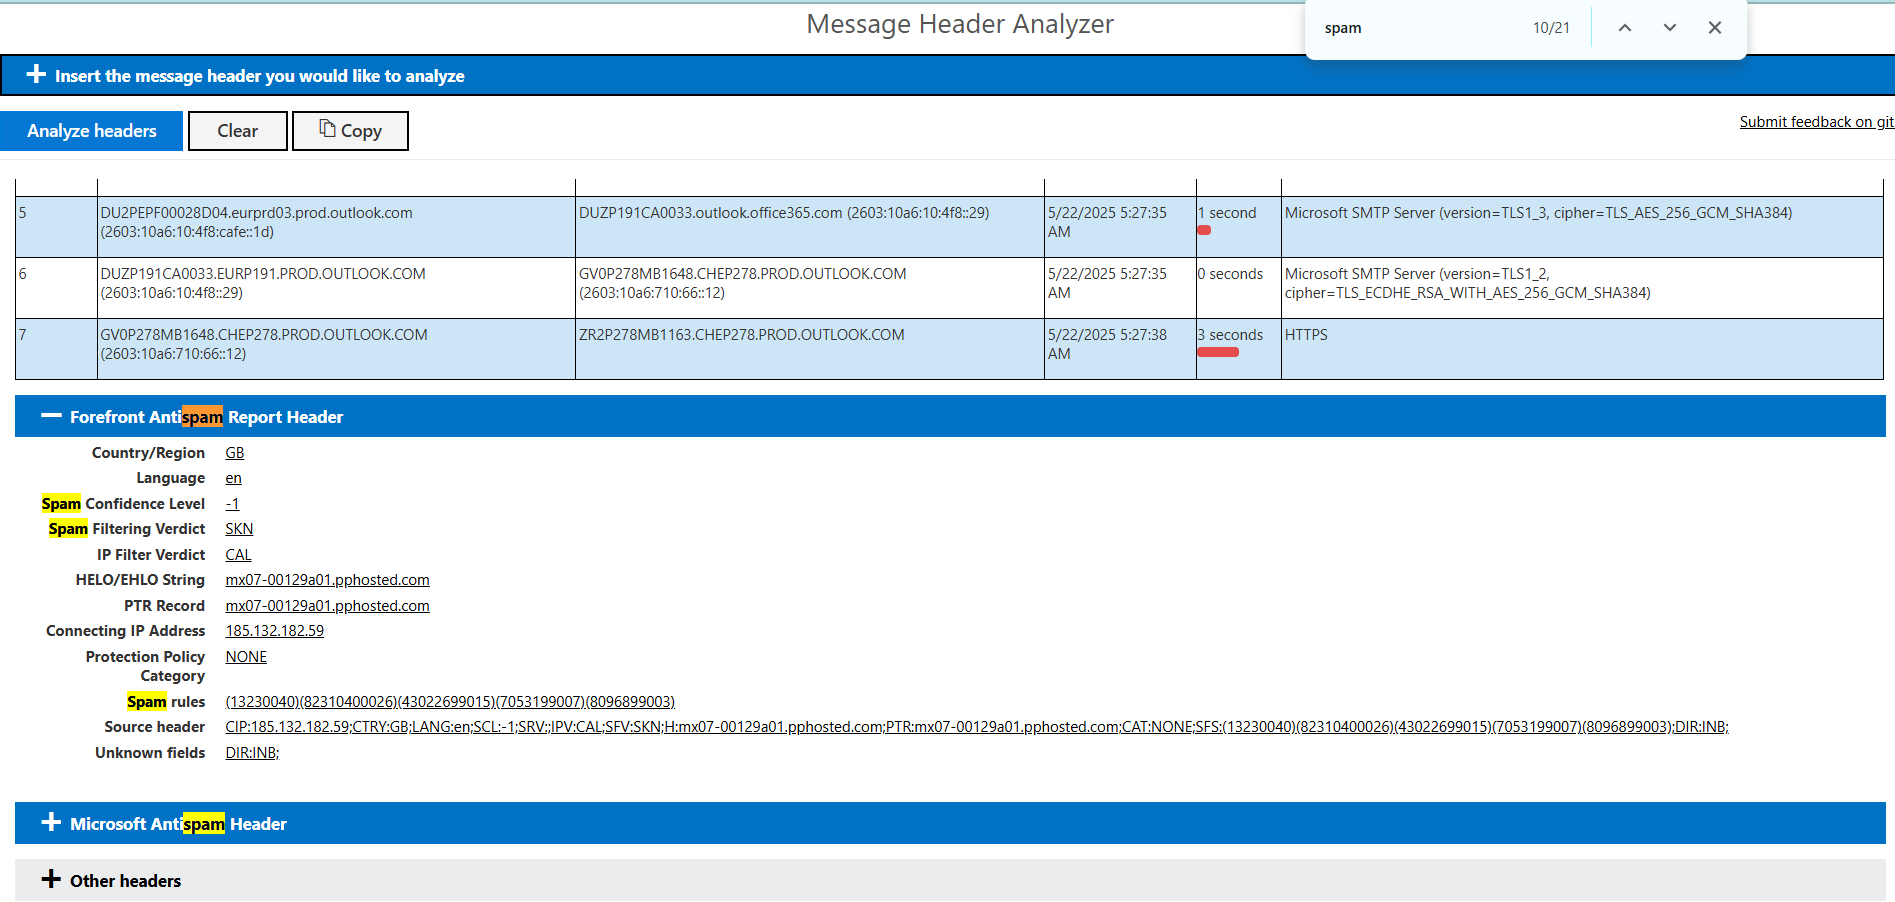 Message Header Analyzer
spam 10/21
Insert the message header you would like to analyze
Analyze headers Clear Copy
Submit feedback on git
5 DU2PEPF00028D04.eurprd03.prod.outlook.com DUZP191CA0033.outlook.office365.com (2603:10a6:10:4f8::29) 5/22/2025 5:27:35 1 second Microsoft SMTP Server (version=TLS1_3, cipher=TLS_AES_256_GCM_SHA384)
(2603:10a6:10:4f8:cafe::1d) AM
6 DUZP191CA0033.EURP191.PROD.OUTLOOK.COM GV0P278MB1648.CHEP278.PROD.OUTLOOK.COM 5/22/2025 5:27:35 0 seconds Microsoft SMTP Server (version=TLS1_2,
(2603:10a6:10:4f8::29) (2603:10a6:710:66::12) AM cipher=TLS_ECDHE_RSA_WITH_AES_256_GCM_SHA384)
7 GV0P278MB1648.CHEP278.PROD.OUTLOOK.COM ZR2P278MB1163.CHEP278.PROD.OUTLOOK.COM 5/22/2025 5:27:38 3 seconds HTTPS
(2603:10a6:710:66::12) AM
Forefront Antispam Report Header
Country/Region GB
Language en
Spam Confidence Level -1
Spam Filtering Verdict SKN
IP Filter Verdict CAL
HELO/EHLO String mx07-00129a01.pphosted.com
PTR Record mx07-00129a01.pphosted.com
Connecting IP Address 185.132.182.59
Protection Policy NONE
Category
Spam rules (13230040)(82310400026)(43022699015)(7053199007)(8096899003)
Source header CIP:185.132.182.59;CTRY:GB;LANG:en;SCL:-1;SRV:;IPV:CAL;SFV:SKN;H:mx07-00129a01.pphosted.com;PTR:mx07-00129a01.pphosted.com;CAT:NONE;SFS:(13230040)(82310400026)(43022699015)(7053199007)(8096899003);DIR:INB;
Unknown fields DIR:INB;
Microsoft Antispam Header
Other headers